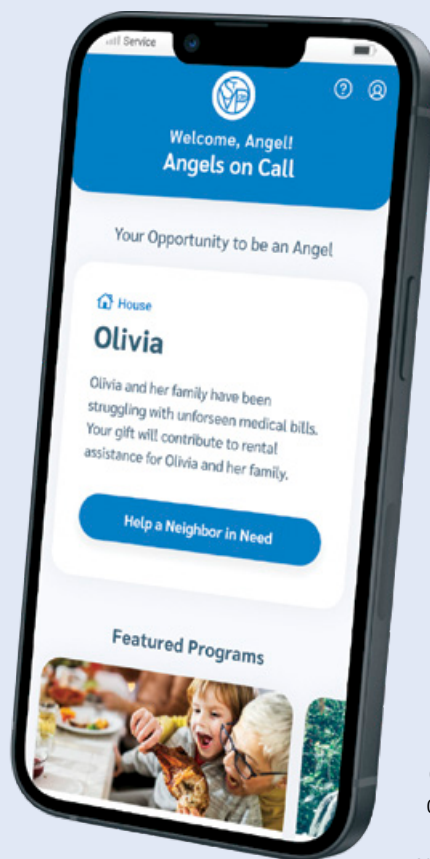 Service
SVDP
Welcome, Angel!
Angels on Call
Your Opportunity to be an Angel
House
Olivia
Olivia and her family have been
struggling with unforseen medical bills.
Your gift will contribute to rental
assistance for Olivia and her family.
Help a Neighbor in Need
Featured Programs